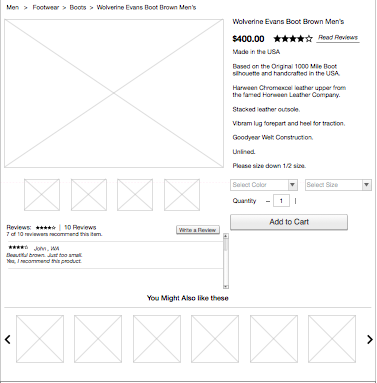 Men > Footwear > Boots > Wolverine Evans Boot Brown Men's
Wolverine Evans Boot Brown Men's
$400.00 ★★★★☆ Read Reviews
Made in the USA
Based on the Original 1000 Mile Boot
silhouette and handcrafted in the USA.
Harween Chromexcel leather upper from
the famed Horween Leather Company.
Stacked leather outsole.
Vibram lug forepart and heel for traction.
Goodyear Welt Construction.
Unlined.
Please size down 1/2 size.
Select Color Select Size
Quantity – 1 |
Add to Cart
Reviews: ★★★★☆ | 10 Reviews
7 of 10 reviewers recommend this item.
Write a Review
★★★★☆ John , WA
Beautiful brown. Just too small.
Yes, I recommend this product.
You Might Also like these